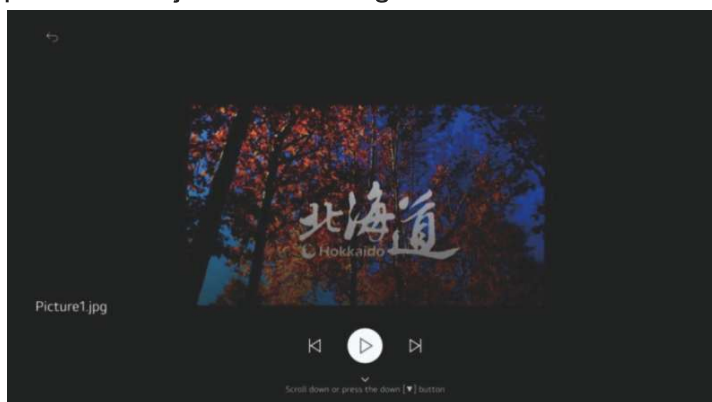 北海道
Hokkaido
Picture1.jpg
Scroll down or press the down [▼] button